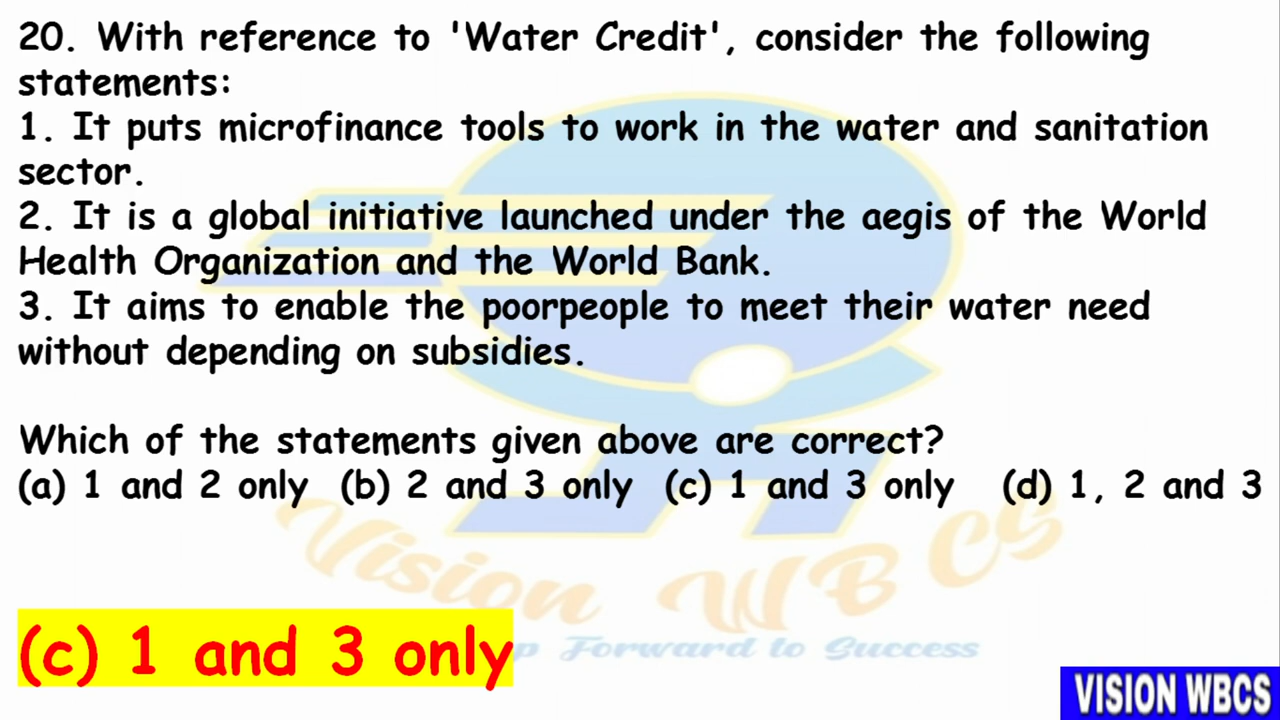 20. With reference to 'Water Credit', consider the following
statements:
1. It puts microfinance tools to work in the water and sanitation
sector.
2. It is a global initiative launched under the aegis of the World
Health Organization and the World Bank.
3. It aims to enable the poorpeople to meet their water need
without depending on subsidies.
Which of the statements given above are correct?
(a) 1 and 2 only (b) 2 and 3 only (c) 1 and 3 only (d) 1, 2 and 3
Vision WBCS
(c) 1 and 3 only
Forward to Success
VISION WBCS